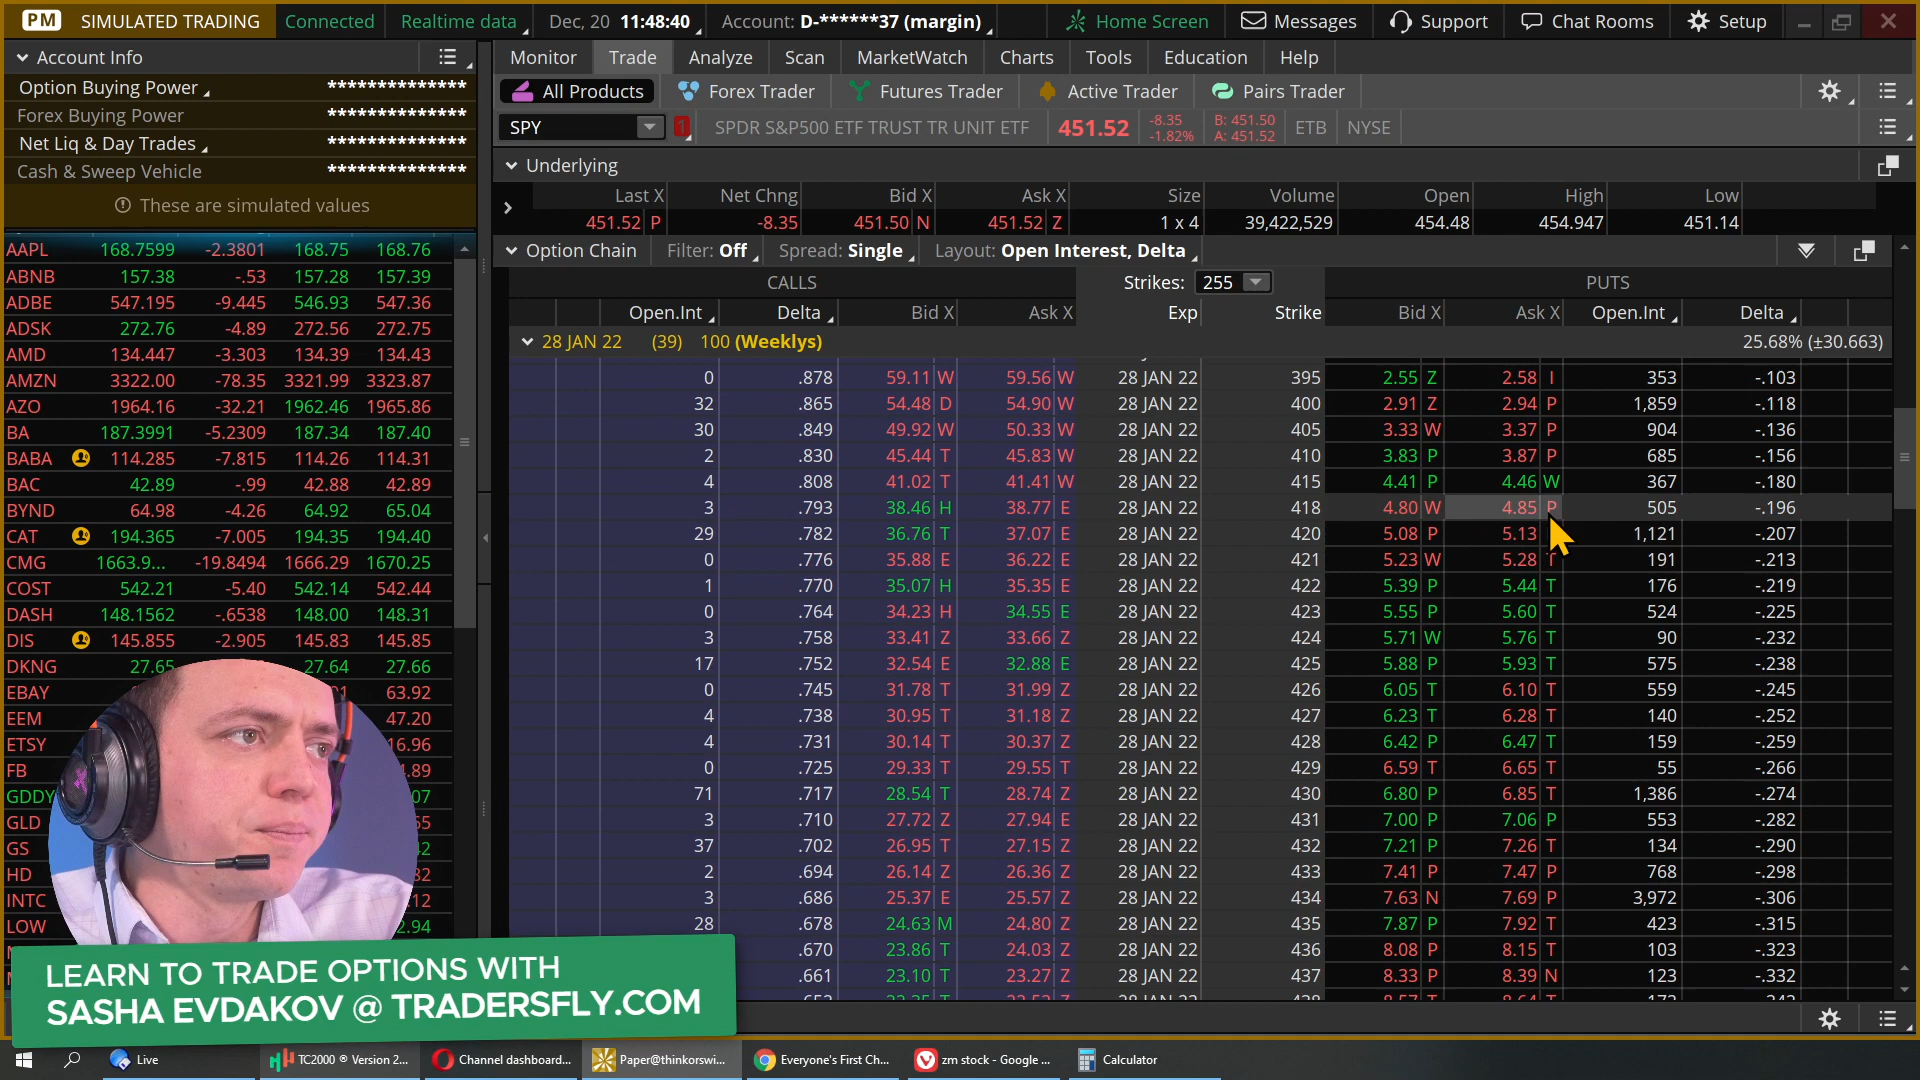 PM SIMULATED TRADING Connected Realtime data Dec, 20 11:48:40 Account: D-******37 (margin) Home Screen Messages Support Chat Rooms Setup
Account Info
Monitor Trade Analyze Scan MarketWatch Charts Tools Education Help
Option Buying Power **************
All Products Forex Trader Futures Trader Active Trader Pairs Trader
Forex Buying Power **************
SPY 1 SPDR S&P500 ETF TRUST TR UNIT ETF 451.52 -8.35 -1.82% B: 451.50 A: 451.52 ETB NYSE
Net Liq & Day Trades **************
Cash & Sweep Vehicle **************
These are simulated values
Underlying
Last X Net Chng Bid X Ask X Size Volume Open High Low
451.52 P -8.35 451.50 N 451.52 Z 1 x 4 39,422,529 454.48 454.947 451.14
Option Chain Filter: Off Spread: Single Layout: Open Interest, Delta
CALLS Strikes: 255 PUTS
Open.Int Delta Bid X Ask X Exp Strike Bid X Ask X Open.Int Delta
28 JAN 22 (39) 100 (Weeklys) 25.68% (±30.663)
0 .878 59.11 W 59.56 W 28 JAN 22 395 2.55 Z 2.58 I 353 -.103
32 .865 54.48 D 54.90 W 28 JAN 22 400 2.91 Z 2.94 P 1,859 -.118
30 .849 49.92 W 50.33 W 28 JAN 22 405 3.33 W 3.37 P 904 -.136
2 .830 45.44 T 45.83 W 28 JAN 22 410 3.83 P 3.87 P 685 -.156
4 .808 41.02 T 41.41 W 28 JAN 22 415 4.41 P 4.46 W 367 -.180
3 .793 38.46 H 38.77 E 28 JAN 22 418 4.80 W 4.85 P 505 -.196
29 .782 36.76 T 37.07 E 28 JAN 22 420 5.08 P 5.13 1,121 -.207
0 .776 35.88 E 36.22 E 28 JAN 22 421 5.23 W 5.28 T 191 -.213
1 .770 35.07 H 35.35 E 28 JAN 22 422 5.39 P 5.44 T 176 -.219
0 .764 34.23 H 34.55 E 28 JAN 22 423 5.55 P 5.60 T 524 -.225
3 .758 33.41 Z 33.66 Z 28 JAN 22 424 5.71 W 5.76 T 90 -.232
17 .752 32.54 E 32.88 E 28 JAN 22 425 5.88 P 5.93 T 575 -.238
0 .745 31.78 T 31.99 Z 28 JAN 22 426 6.05 T 6.10 T 559 -.245
4 .738 30.95 T 31.18 Z 28 JAN 22 427 6.23 T 6.28 T 140 -.252
4 .731 30.14 T 30.37 Z 28 JAN 22 428 6.42 P 6.47 T 159 -.259
0 .725 29.33 T 29.55 T 28 JAN 22 429 6.59 T 6.65 T 55 -.266
71 .717 28.54 T 28.74 Z 28 JAN 22 430 6.80 P 6.85 T 1,386 -.274
3 .710 27.72 Z 27.94 E 28 JAN 22 431 7.00 P 7.06 P 553 -.282
37 .702 26.95 T 27.15 Z 28 JAN 22 432 7.21 P 7.26 T 134 -.290
2 .694 26.14 Z 26.36 Z 28 JAN 22 433 7.41 P 7.47 P 768 -.298
3 .686 25.37 E 25.57 Z 28 JAN 22 434 7.63 N 7.69 P 3,972 -.306
28 .678 24.63 M 24.80 Z 28 JAN 22 435 7.87 P 7.92 T 423 -.315
.670 23.86 T 24.03 Z 28 JAN 22 436 8.08 P 8.15 T 103 -.323
.661 23.10 T 23.27 Z 28 JAN 22 437 8.33 P 8.39 N 123 -.332
AAPL 168.7599 -2.3801 168.75 168.76
ABNB 157.38 -.53 157.28 157.39
ADBE 547.195 -9.445 546.93 547.36
ADSK 272.76 -4.89 272.56 272.75
AMD 134.447 -3.303 134.39 134.43
AMZN 3322.00 -78.35 3321.99 3323.87
AZO 1964.16 -32.21 1962.46 1965.86
BA 187.3991 -5.2309 187.34 187.40
BABA 114.285 -7.815 114.26 114.31
BAC 42.89 -.99 42.88 42.89
BYND 64.98 -4.26 64.92 65.04
CAT 194.365 -7.005 194.35 194.40
CMG 1663.9... -19.8494 1666.29 1670.25
COST 542.21 -5.40 542.14 542.44
DASH 148.1562 -.6538 148.00 148.31
DIS 145.855 -2.905 145.83 145.85
DKNG 27.65 27.64 27.66
EBAY 63.92
EEM 47.20
ETSY 16.96
FB .89
GDDY 07
GLD
GS
HD
INTC .12
LOW 2.94
LEARN TO TRADE OPTIONS WITH
SASHA EVDAKOV @ TRADERSFLY.COM
Live TC2000 ® Version 2... Channel dashboard... Paper@thinkorswi... Everyone's First Ch... zm stock - Google ... Calculator